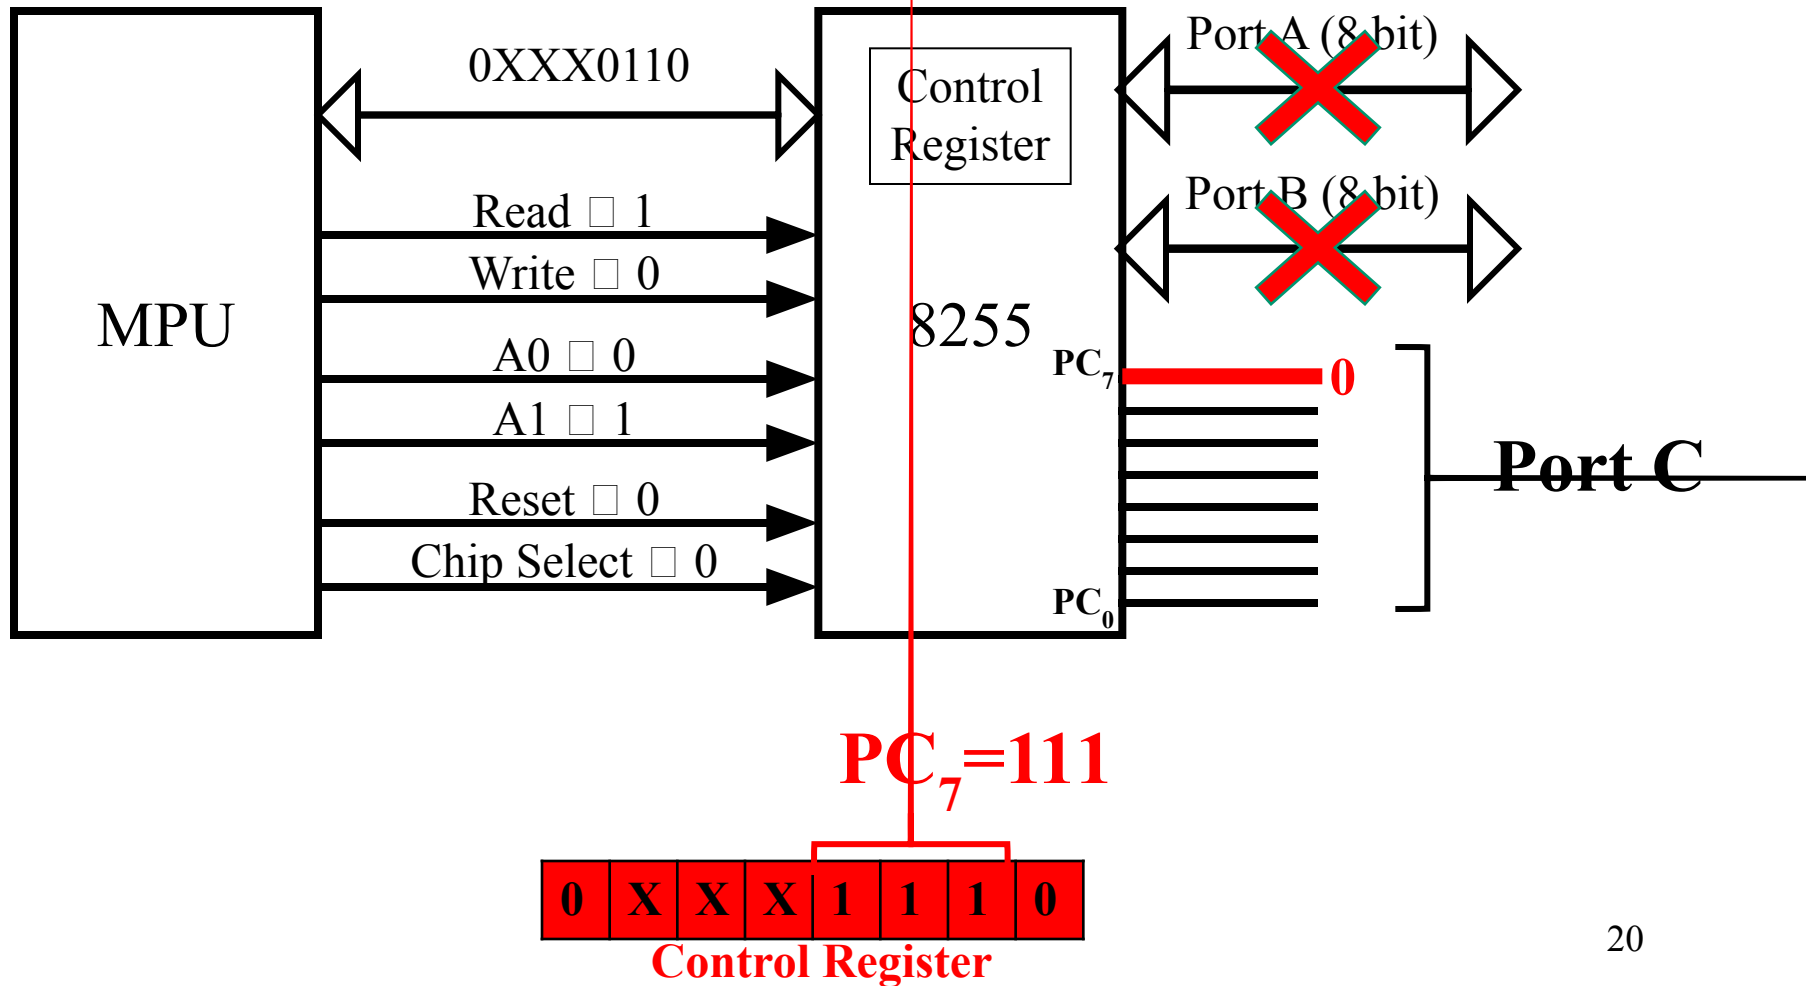 0XXX0110
Control
Register
Port A (8 bit)
Read □ 1
Port B (8 bit)
Write □ 0
MPU
8255
A0 □ 0
PC7
0
A1 □ 1
Port C
Reset □ 0
Chip Select □ 0
PC0
PC7=111
0 X X X 1 1 1 0
Control Register
20